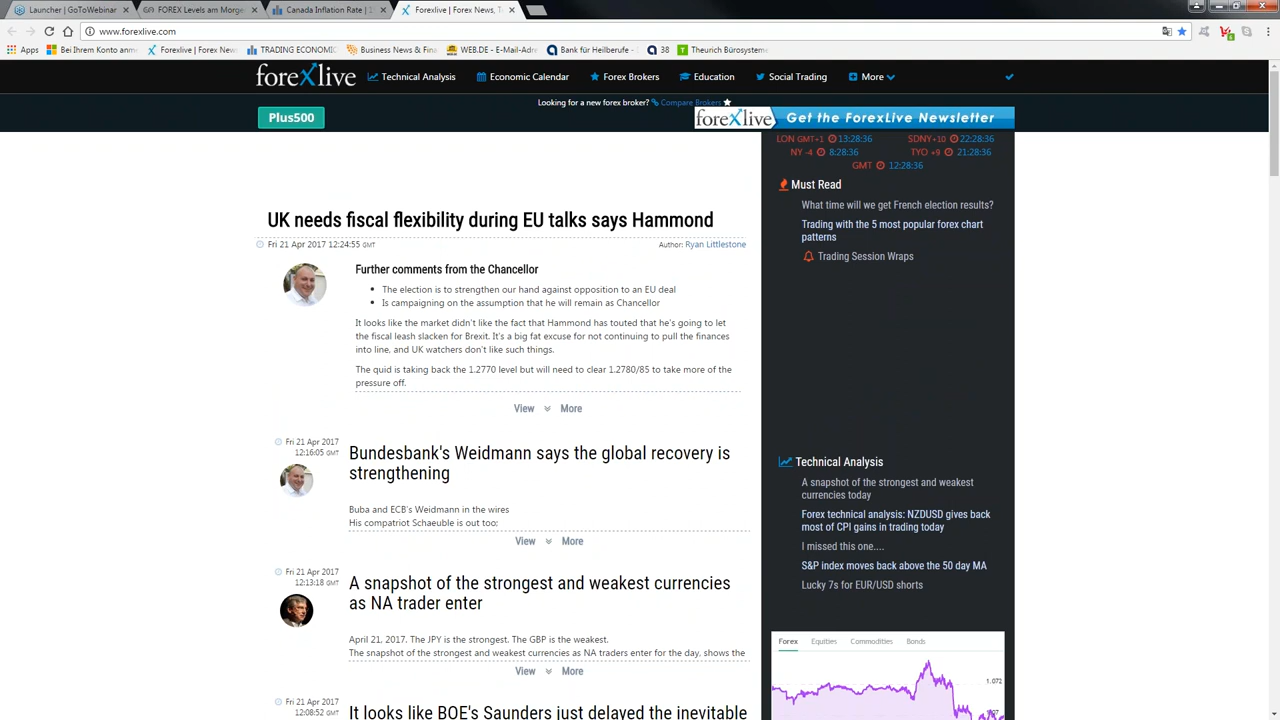 Launcher | GoToWebinar
FOREX Levels am Morge
Canada Inflation Rate | 1
Forexlive | Forex News, T
www.forexlive.com
Apps
Bei Ihrem Konto anm
Forexlive | Forex News
TRADING ECONOMIC
Business News & Fina
WEB.DE - E-Mail-Adre
Bank für Heilberufe -
38
Theurich Bürosysteme
forexlive
Technical Analysis
Economic Calendar
Forex Brokers
Education
Social Trading
More
Looking for a new forex broker? Compare Brokers
Plus500
forexlive Get the ForexLive Newsletter
LON GMT+1 13:28:36 SDNY+10 22:28:36
NY -4 8:28:36 TYO +9 21:28:36
GMT 12:28:36
Must Read
What time will we get French election results?
Trading with the 5 most popular forex chart
patterns
Trading Session Wraps
UK needs fiscal flexibility during EU talks says Hammond
Fri 21 Apr 2017 12:24:55 GMT
Author: Ryan Littlestone
Further comments from the Chancellor
The election is to strengthen our hand against opposition to an EU deal
Is campaigning on the assumption that he will remain as Chancellor
It looks like the market didn't like the fact that Hammond has touted that he's going to let
the fiscal leash slacken for Brexit. It's a big fat excuse for not continuing to pull the finances
into line, and UK watchers don't like such things.
The quid is taking back the 1.2770 level but will need to clear 1.2780/85 to take more of the
pressure off.
View More
Fri 21 Apr 2017
12:16:05 GMT
Bundesbank's Weidmann says the global recovery is
strengthening
Buba and ECB's Weidmann in the wires
His compatriot Schaeuble is out too;
View More
Fri 21 Apr 2017
12:13:18 GMT
A snapshot of the strongest and weakest currencies
as NA trader enter
April 21, 2017. The JPY is the strongest. The GBP is the weakest.
The snapshot of the strongest and weakest currencies as NA traders enter for the day, shows the
View More
Fri 21 Apr 2017
12:08:52 GMT
It looks like BOE's Saunders just delayed the inevitable
Technical Analysis
A snapshot of the strongest and weakest
currencies today
Forex technical analysis: NZDUSD gives back
most of CPI gains in trading today
I missed this one....
S&P index moves back above the 50 day MA
Lucky 7s for EUR/USD shorts
Forex Equities Commodities Bonds
1.072